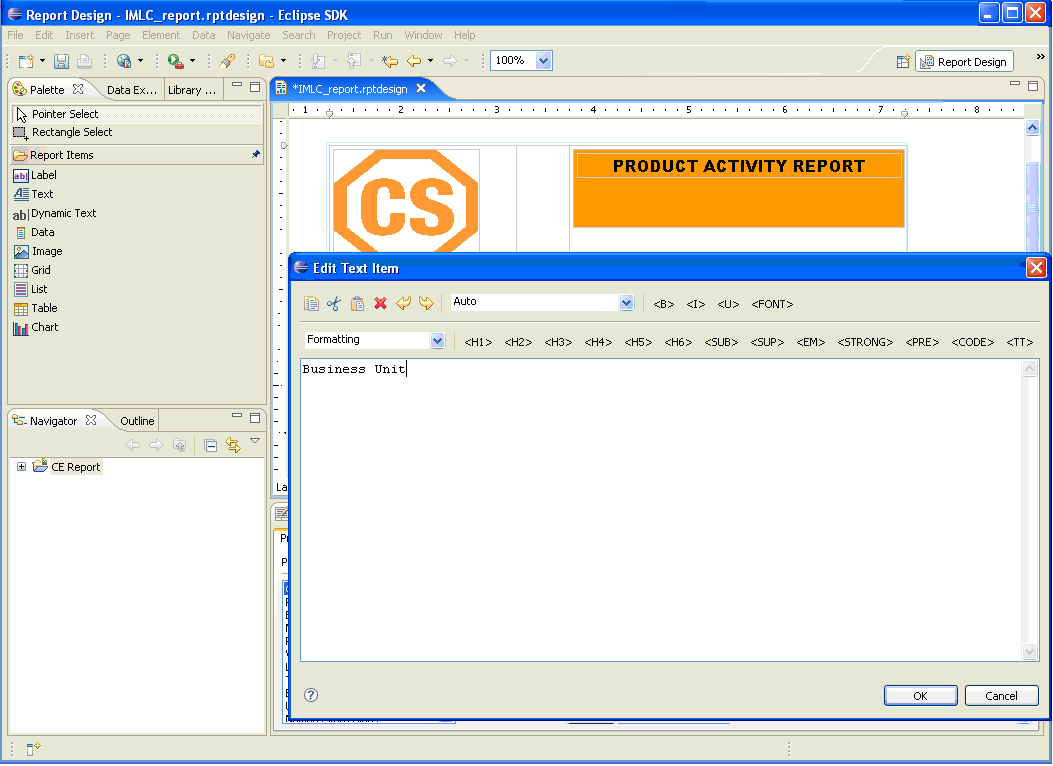 Report Design - IMLC_report.rptdesign - Eclipse SDK
File Edit Insert Page Element Data Navigate Search Project Run Window Help
100%
Report Design
Palette
Data Ex...
Library ...
*IMLC_report.rptdesign
1 2 3 4 5 6 7 8
Pointer Select
Rectangle Select
Report Items
Label
Text
Dynamic Text
Data
Image
Grid
List
Table
Chart
CS
PRODUCT ACTIVITY REPORT
Navigator
Outline
CE Report
Edit Text Item
Auto
<B> <I> <U> <FONT>
Formatting
<H1> <H2> <H3> <H4> <H5> <H6> <SUB> <SUP> <EM> <STRONG> <PRE> <CODE> <TT>
Business Unit
OK
Cancel